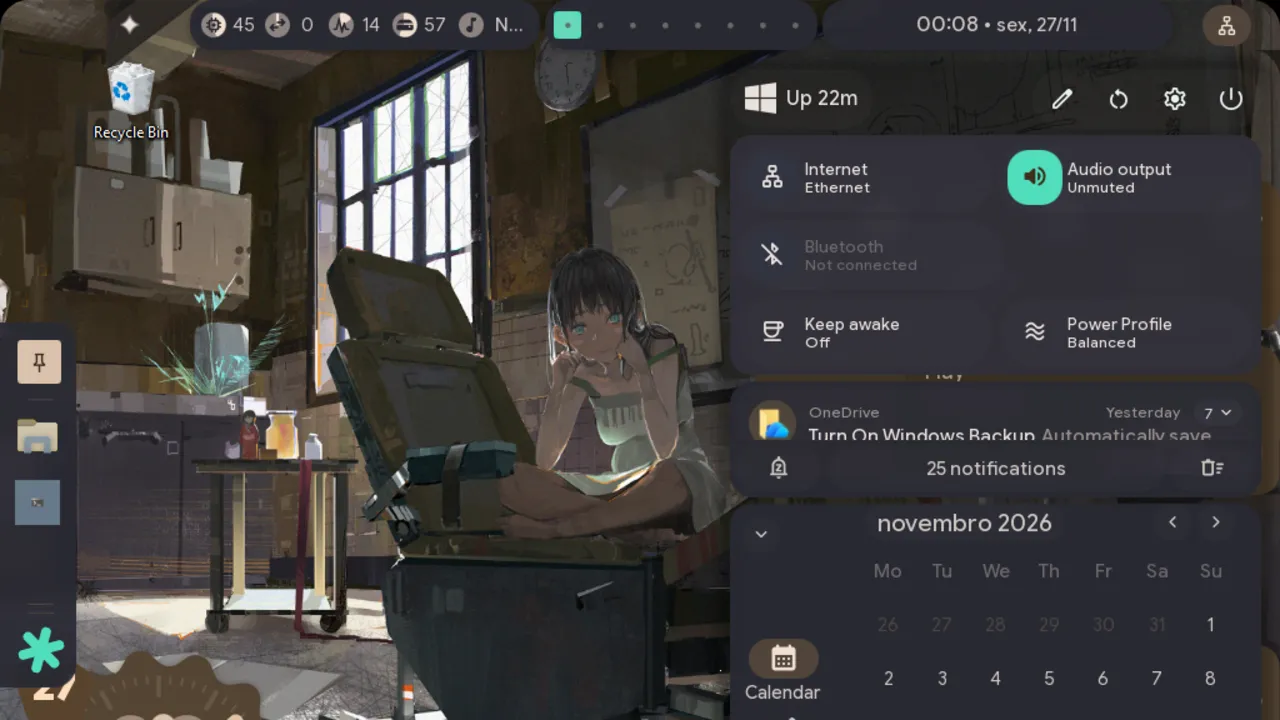 45 0 14 57 N...
00:08 • sex, 27/11
Recycle Bin
Up 22m
Internet
Ethernet
Audio output
Unmuted
Bluetooth
Not connected
Keep awake
Off
Power Profile
Balanced
OneDrive
Yesterday
7
Turn On Windows Backup Automatically save
25 notifications
novembro 2026
Mo Tu We Th Fr Sa Su
26 27 28 29 30 31 1
2 3 4 5 6 7 8
Calendar
27